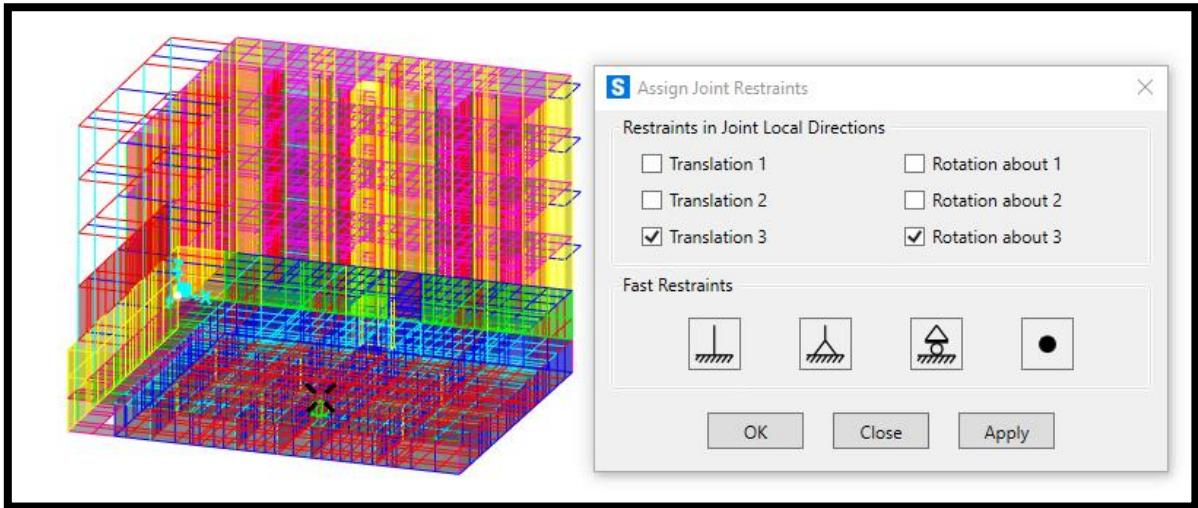 S Assign Joint Restraints
Restraints in Joint Local Directions
Translation 1
Rotation about 1
Translation 2
Rotation about 2
Translation 3
Rotation about 3
Fast Restraints
OK
Close
Apply